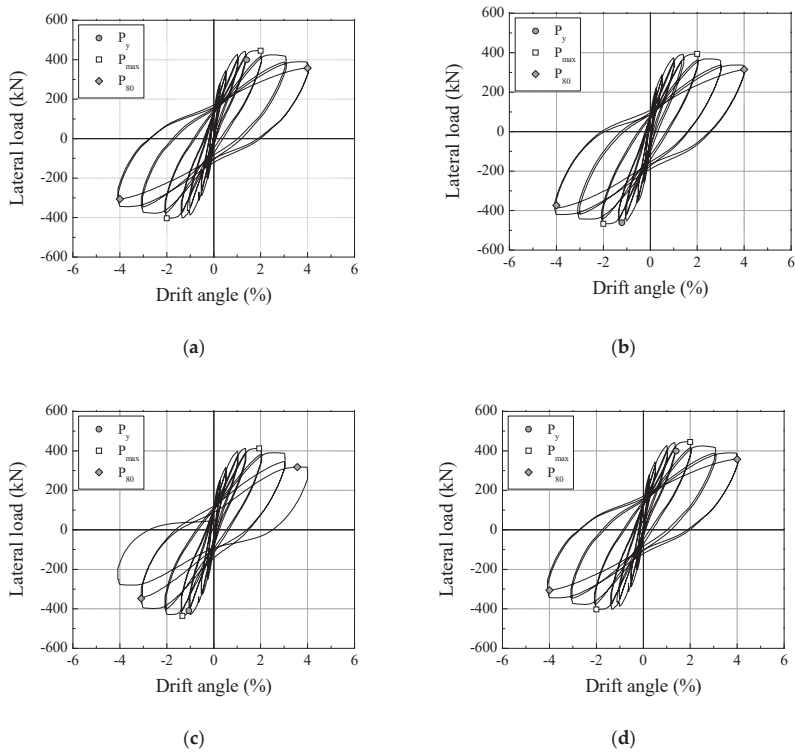 600
400
200
0
-200
-400
-600
Lateral load (kN)
P_y
P_max
P_80
-6 -4 -2 0 2 4 6
Drift angle (%)
(a)
600
400
200
0
-200
-400
-600
Lateral load (kN)
P_y
P_max
P_80
-6 -4 -2 0 2 4 6
Drift angle (%)
(b)
600
400
200
0
-200
-400
-600
Lateral load (kN)
P_y
P_max
P_80
-6 -4 -2 0 2 4 6
Drift angle (%)
(c)
600
400
200
0
-200
-400
-600
Lateral load (kN)
P_y
P_max
P_80
-6 -4 -2 0 2 4 6
Drift angle (%)
(d)